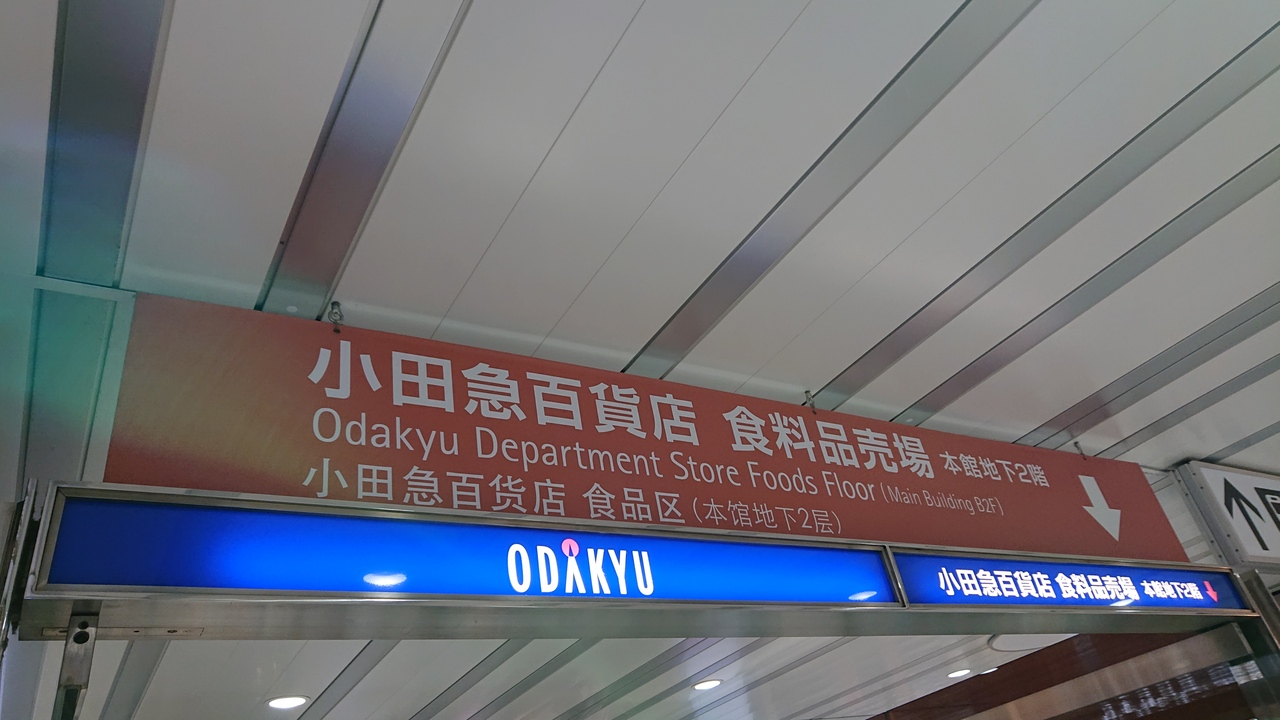 小田急百貨店 食料品売場 本館地下2階
Odakyu Department Store Foods Floor (Main Building B2F)
小田急百货店 食品区 (本馆地下2层)
ODAKYU
小田急百貨店 食料品売場 本館地下2階